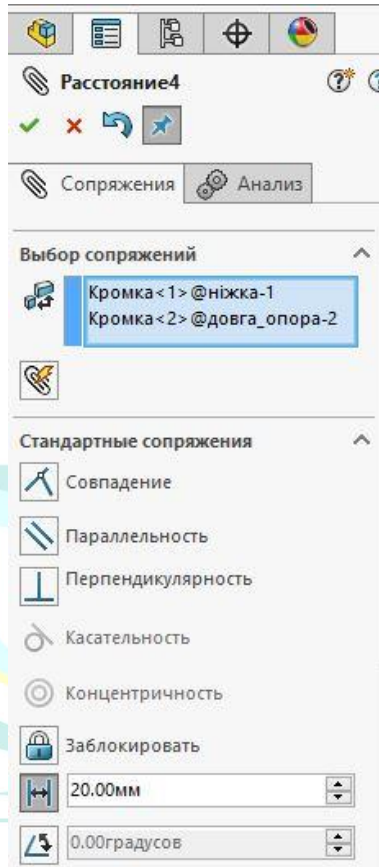 Расстояние4
Сопряжения
Анализ
Выбор сопряжений
Кромка<1>@ніжка-1
Кромка<2>@довга_опора-2
Стандартные сопряжения
Совпадение
Параллельность
Перпендикулярность
Касательность
Концентричность
Заблокировать
20.00мм
0.00градусов